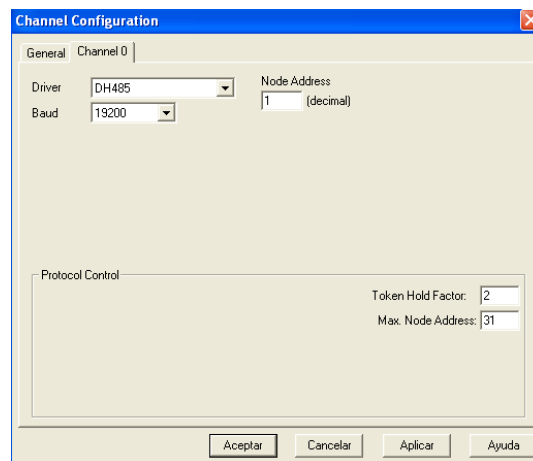 Channel Configuration
General Channel 0
Driver DH485 Node Address
1 (decimal)
Baud 19200
Protocol Control
Token Hold Factor: 2
Max. Node Address: 31
Aceptar Cancelar Aplicar Ayuda